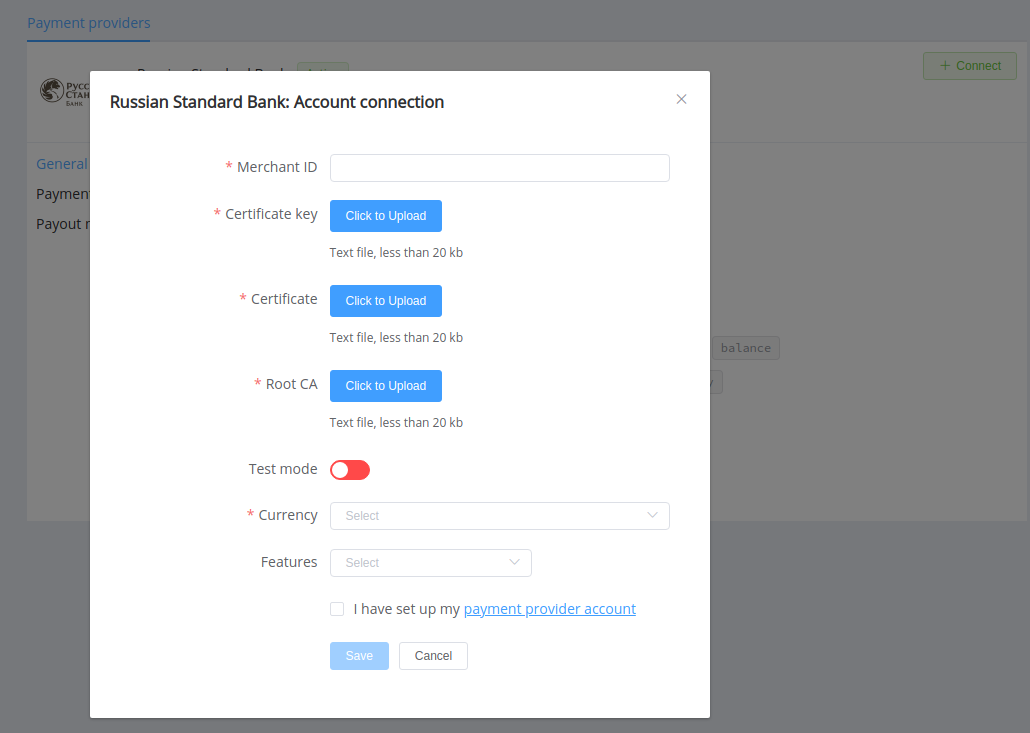 Payment providers
Connect
Russian Standard Bank: Account connection
* Merchant ID
* Certificate key
Click to Upload
Text file, less than 20 kb
* Certificate
Click to Upload
Text file, less than 20 kb
* Root CA
Click to Upload
Text file, less than 20 kb
General
Payment
Payout
balance
Test mode
* Currency
Select
Features
Select
I have set up my payment provider account
Save
Cancel